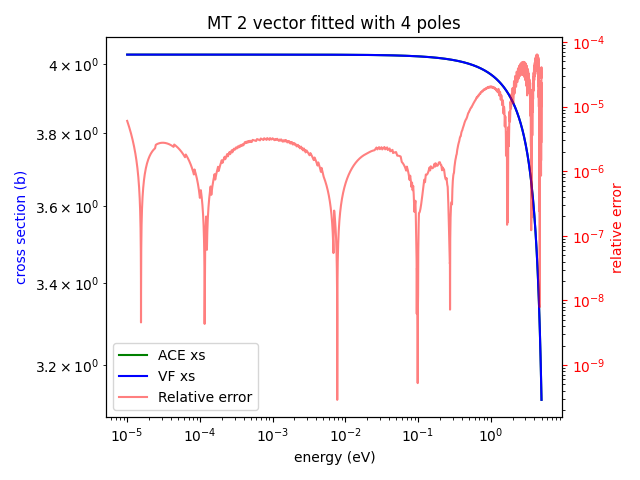 MT 2 vector fitted with 4 poles
4 × 10⁰
3.8 × 10⁰
3.6 × 10⁰
3.4 × 10⁰
3.2 × 10⁰
cross section (b)
10⁻⁴
10⁻⁵
10⁻⁶
10⁻⁷
10⁻⁸
10⁻⁹
relative error
ACE xs
VF xs
Relative error
10⁻⁵ 10⁻⁴ 10⁻³ 10⁻² 10⁻¹ 10⁰
energy (eV)